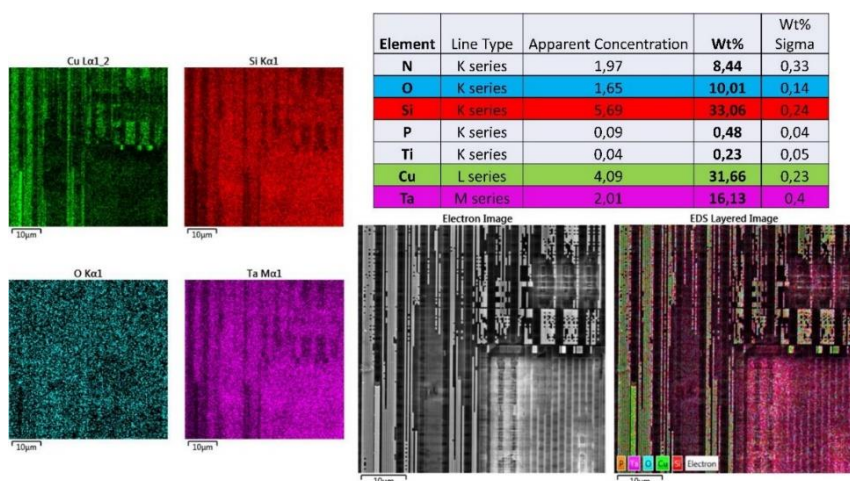 Cu Lα1_2
10µm
Si Kα1
10µm
O Kα1
10µm
Ta Mα1
10µm
Element Line Type Apparent Concentration Wt% Wt% Sigma
N K series 1,97 8,44 0,33
O K series 1,65 10,01 0,14
Si K series 5,69 33,06 0,24
P K series 0,09 0,48 0,04
Ti K series 0,04 0,23 0,05
Cu L series 4,09 31,66 0,23
Ta M series 2,01 16,13 0,4
Electron Image
10µm
EDS Layered Image
P Ta O Cu Si Electron
10µm